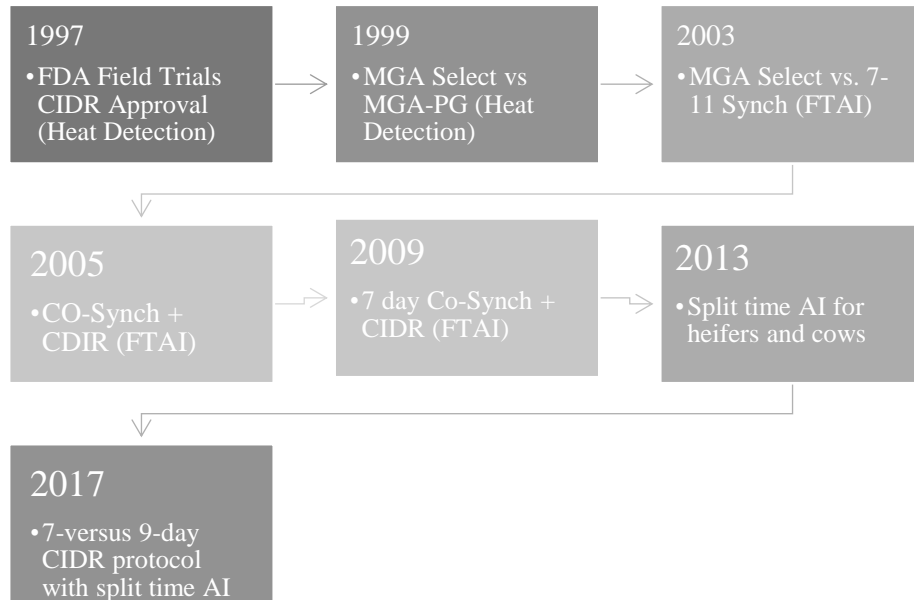 1997
•FDA Field Trials
CIDR Approval
(Heat Detection)
1999
•MGA Select vs
MGA-PG (Heat
Detection)
2003
•MGA Select vs. 7-
11 Synch (FTAI)
2005
•CO-Synch +
CDIR (FTAI)
2009
•7 day Co-Synch +
CIDR (FTAI)
2013
•Split time AI for
heifers and cows
2017
•7-versus 9-day
CIDR protocol
with split time AI